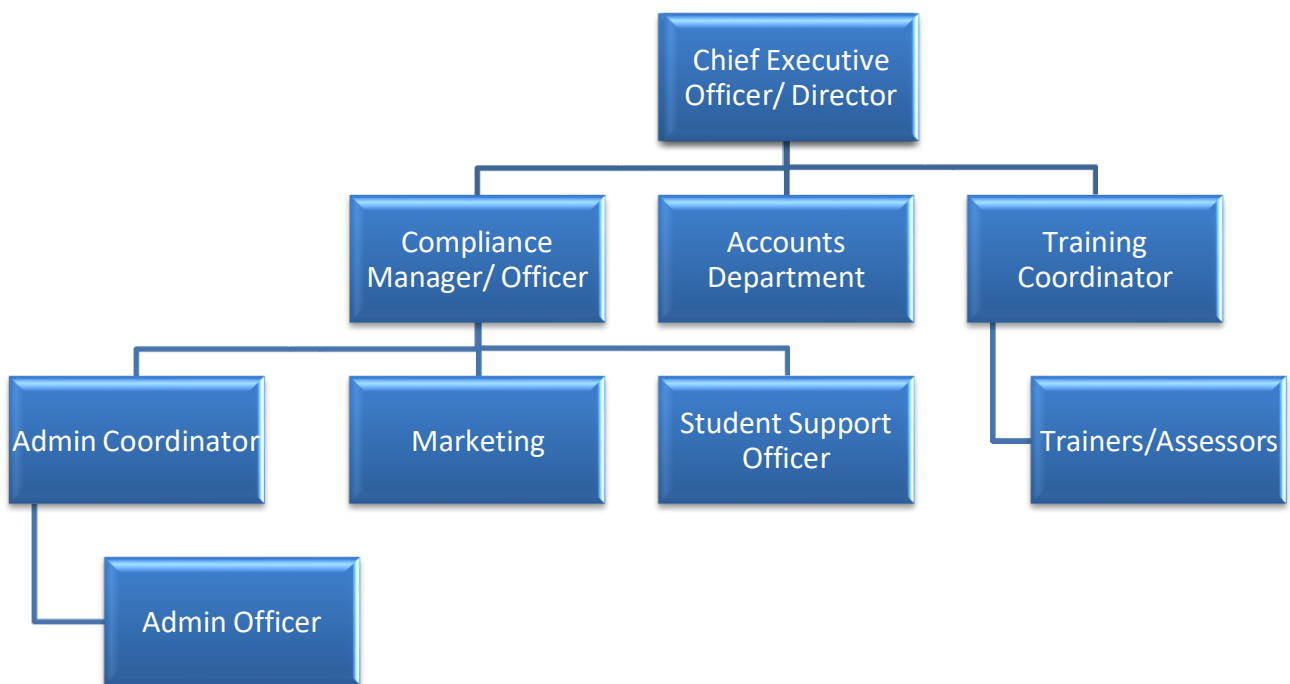 Chief Executive
Officer/ Director
Compliance
Manager/ Officer
Accounts
Department
Training
Coordinator
Admin Coordinator
Marketing
Student Support
Officer
Trainers/Assessors
Admin Officer